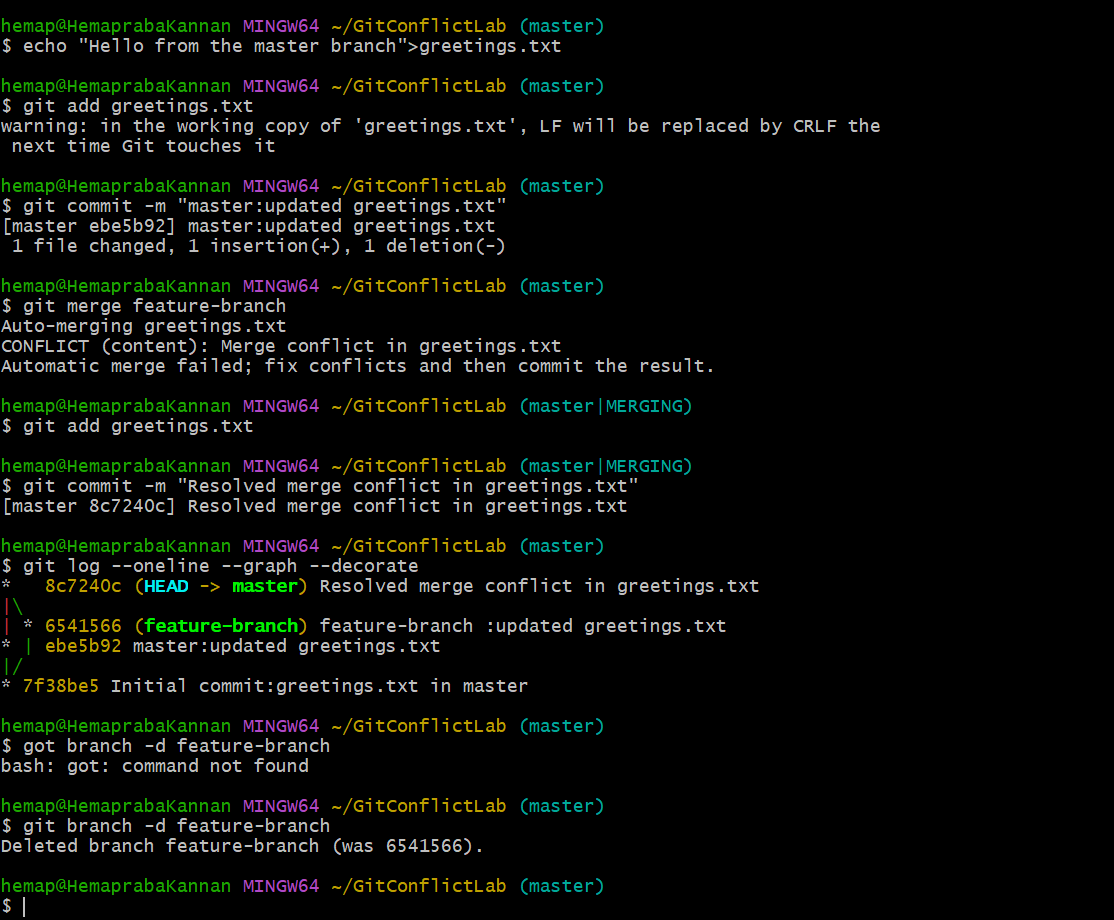 hemap@HemaprabaKannan MINGW64 ~/GitConflictLab (master)
$ echo "Hello from the master branch">greetings.txt
hemap@HemaprabaKannan MINGW64 ~/GitConflictLab (master)
$ git add greetings.txt
warning: in the working copy of 'greetings.txt', LF will be replaced by CRLF the
 next time Git touches it
hemap@HemaprabaKannan MINGW64 ~/GitConflictLab (master)
$ git commit -m "master:updated greetings.txt"
[master ebe5b92] master:updated greetings.txt
 1 file changed, 1 insertion(+), 1 deletion(-)
hemap@HemaprabaKannan MINGW64 ~/GitConflictLab (master)
$ git merge feature-branch
Auto-merging greetings.txt
CONFLICT (content): Merge conflict in greetings.txt
Automatic merge failed; fix conflicts and then commit the result.
hemap@HemaprabaKannan MINGW64 ~/GitConflictLab (master|MERGING)
$ git add greetings.txt
hemap@HemaprabaKannan MINGW64 ~/GitConflictLab (master|MERGING)
$ git commit -m "Resolved merge conflict in greetings.txt"
[master 8c7240c] Resolved merge conflict in greetings.txt
hemap@HemaprabaKannan MINGW64 ~/GitConflictLab (master)
$ git log --oneline --graph --decorate
*   8c7240c (HEAD -> master) Resolved merge conflict in greetings.txt
|\
| * 6541566 (feature-branch) feature-branch :updated greetings.txt
* | ebe5b92 master:updated greetings.txt
|/
* 7f38be5 Initial commit:greetings.txt in master
hemap@HemaprabaKannan MINGW64 ~/GitConflictLab (master)
$ got branch -d feature-branch
bash: got: command not found
hemap@HemaprabaKannan MINGW64 ~/GitConflictLab (master)
$ git branch -d feature-branch
Deleted branch feature-branch (was 6541566).
hemap@HemaprabaKannan MINGW64 ~/GitConflictLab (master)
$